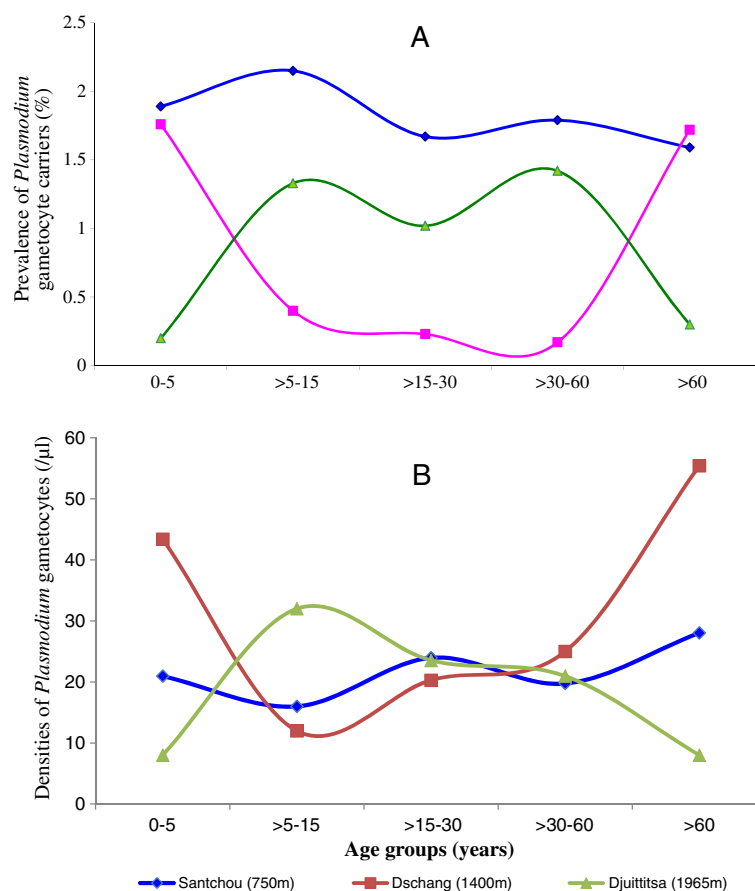 A
Prevalence of Plasmodium
gametocyte carriers (%)
2.5
2
1.5
1
0.5
0
0-5 >5-15 >15-30 >30-60 >60
B
Densities of Plasmodium gametocytes (/µl)
60
50
40
30
20
10
0
0-5 >5-15 >15-30 >30-60 >60
Age groups (years)
Santchou (750m) Dschang (1400m) Djuittitsa (1965m)